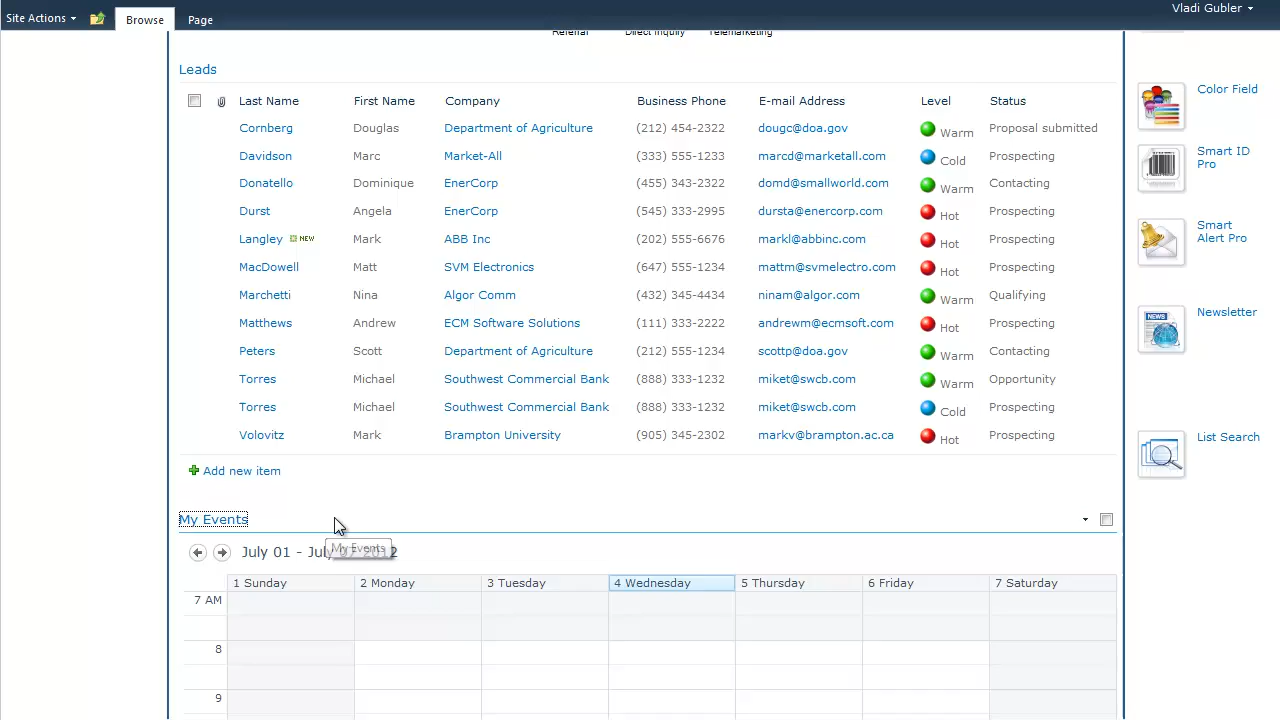 Site Actions Browse Page Vladi Gubler
Referral Direct Inquiry Telemarketing
Leads
Last Name First Name Company Business Phone E-mail Address Level Status
Cornberg Douglas Department of Agriculture (212) 454-2322 dougc@doa.gov Warm Proposal submitted
Davidson Marc Market-All (333) 555-1233 marcd@marketall.com Cold Prospecting
Donatello Dominique EnerCorp (455) 343-2322 domd@smallworld.com Warm Contacting
Durst Angela EnerCorp (545) 333-2995 dursta@enercorp.com Hot Prospecting
Langley NEW Mark ABB Inc (202) 555-6676 markl@abbinc.com Hot Prospecting
MacDowell Matt SVM Electronics (647) 555-1234 mattm@svmelectro.com Hot Prospecting
Marchetti Nina Algor Comm (432) 345-4434 ninam@algor.com Warm Qualifying
Matthews Andrew ECM Software Solutions (111) 333-2222 andrewm@ecmsoft.com Hot Prospecting
Peters Scott Department of Agriculture (212) 555-1234 scottp@doa.gov Warm Contacting
Torres Michael Southwest Commercial Bank (888) 333-1232 miket@swcb.com Warm Opportunity
Torres Michael Southwest Commercial Bank (888) 333-1232 miket@swcb.com Cold Prospecting
Volovitz Mark Brampton University (905) 345-2302 markv@brampton.ac.ca Hot Prospecting
Add new item
My Events
My Events
July 01 - July 07 2012
1 Sunday 2 Monday 3 Tuesday 4 Wednesday 5 Thursday 6 Friday 7 Saturday
7 AM
8
9
Color Field
Smart ID
Pro
Smart
Alert Pro
NEWS
Newsletter
List Search